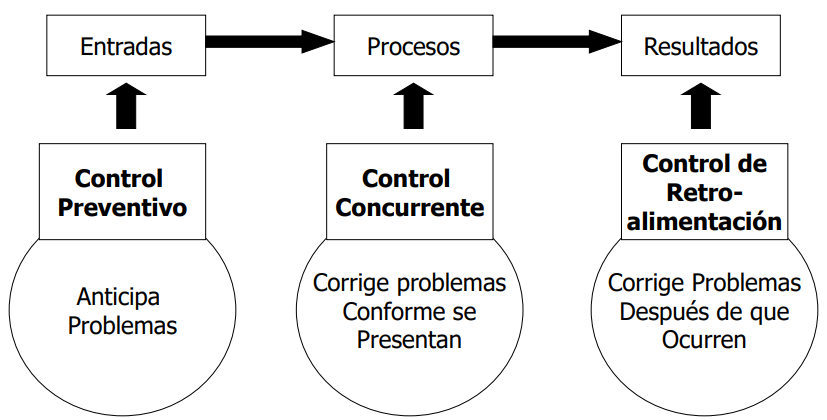 Entradas
Procesos
Resultados
Control
Preventivo
Control
Concurrente
Control de
Retro-
alimentación
Anticipa
Problemas
Corrige problemas
Conforme se
Presentan
Corrige Problemas
Después de que
Ocurren